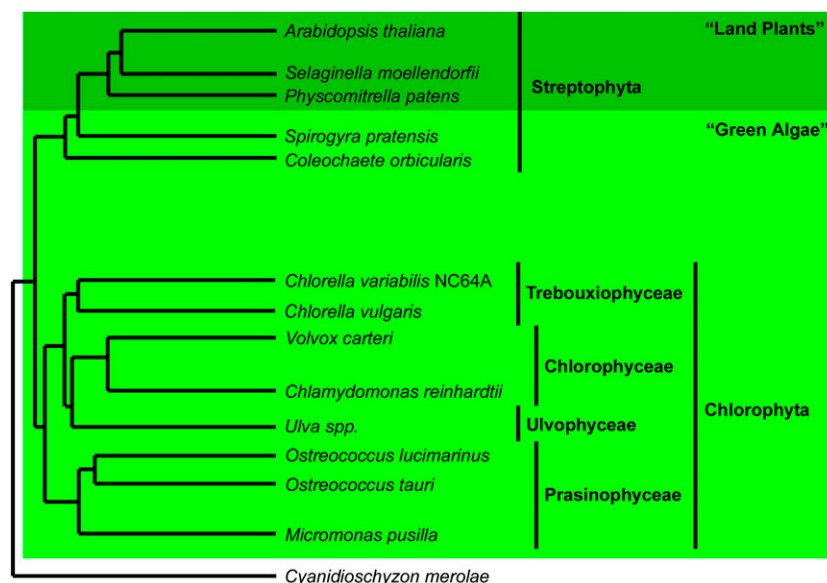 Arabidopsis thaliana
“Land Plants”
Selaginella moellendorfii
Streptophyta
Physcomitrella patens
“Green Algae”
Spirogyra pratensis
Coleochaete orbicularis
Chlorella variabilis NC64A
Trebouxiophyceae
Chlorella vulgaris
Volvox carteri
Chlorophyceae
Chlamydomonas reinhardtii
Chlorophyta
Ulva spp.
Ulvophyceae
Ostreococcus lucimarinus
Ostreococcus tauri
Prasinophyceae
Micromonas pusilla
Cyanidioschyzon merolae